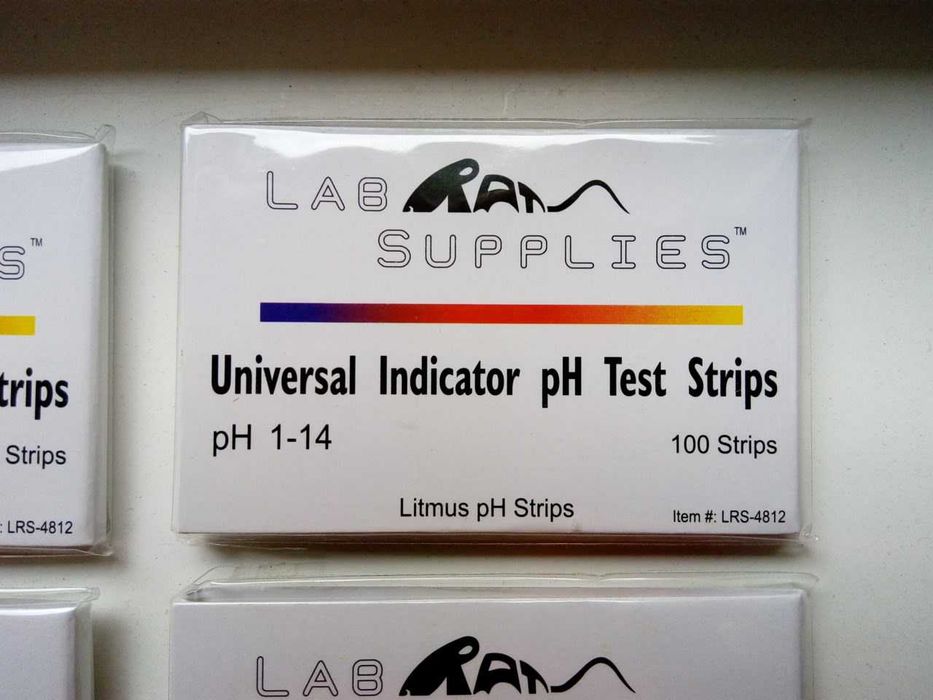 LAB RAT
SUPPLIES™
Universal Indicator pH Test Strips
pH 1-14
100 Strips
Litmus pH Strips
Item #: LRS-4812
S™
trips
Strips
: LRS-4812
LAB RAT